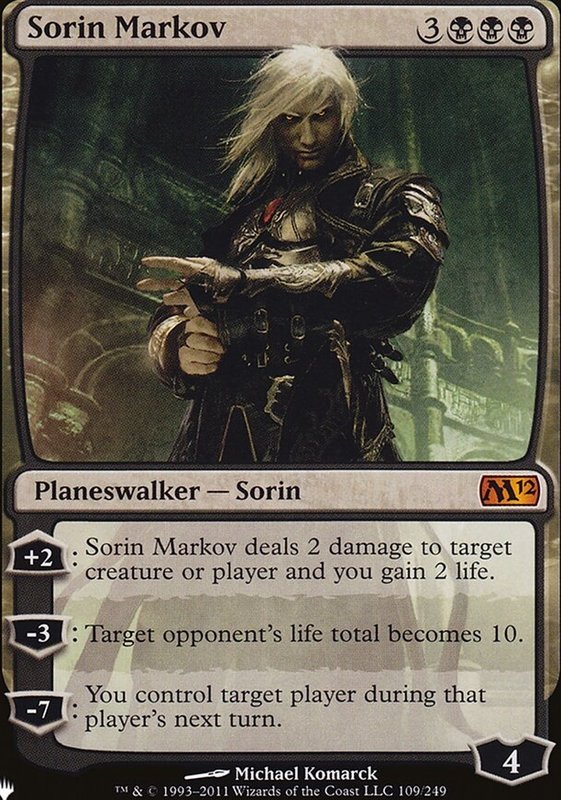 Sorin Markov 3
Planeswalker — Sorin M12
+2 : Sorin Markov deals 2 damage to target
creature or player and you gain 2 life.
-3 : Target opponent's life total becomes 10.
-7 : You control target player during that
player's next turn.
4
Michael Komarck
™ & © 1993–2011 Wizards of the Coast LLC 109/249